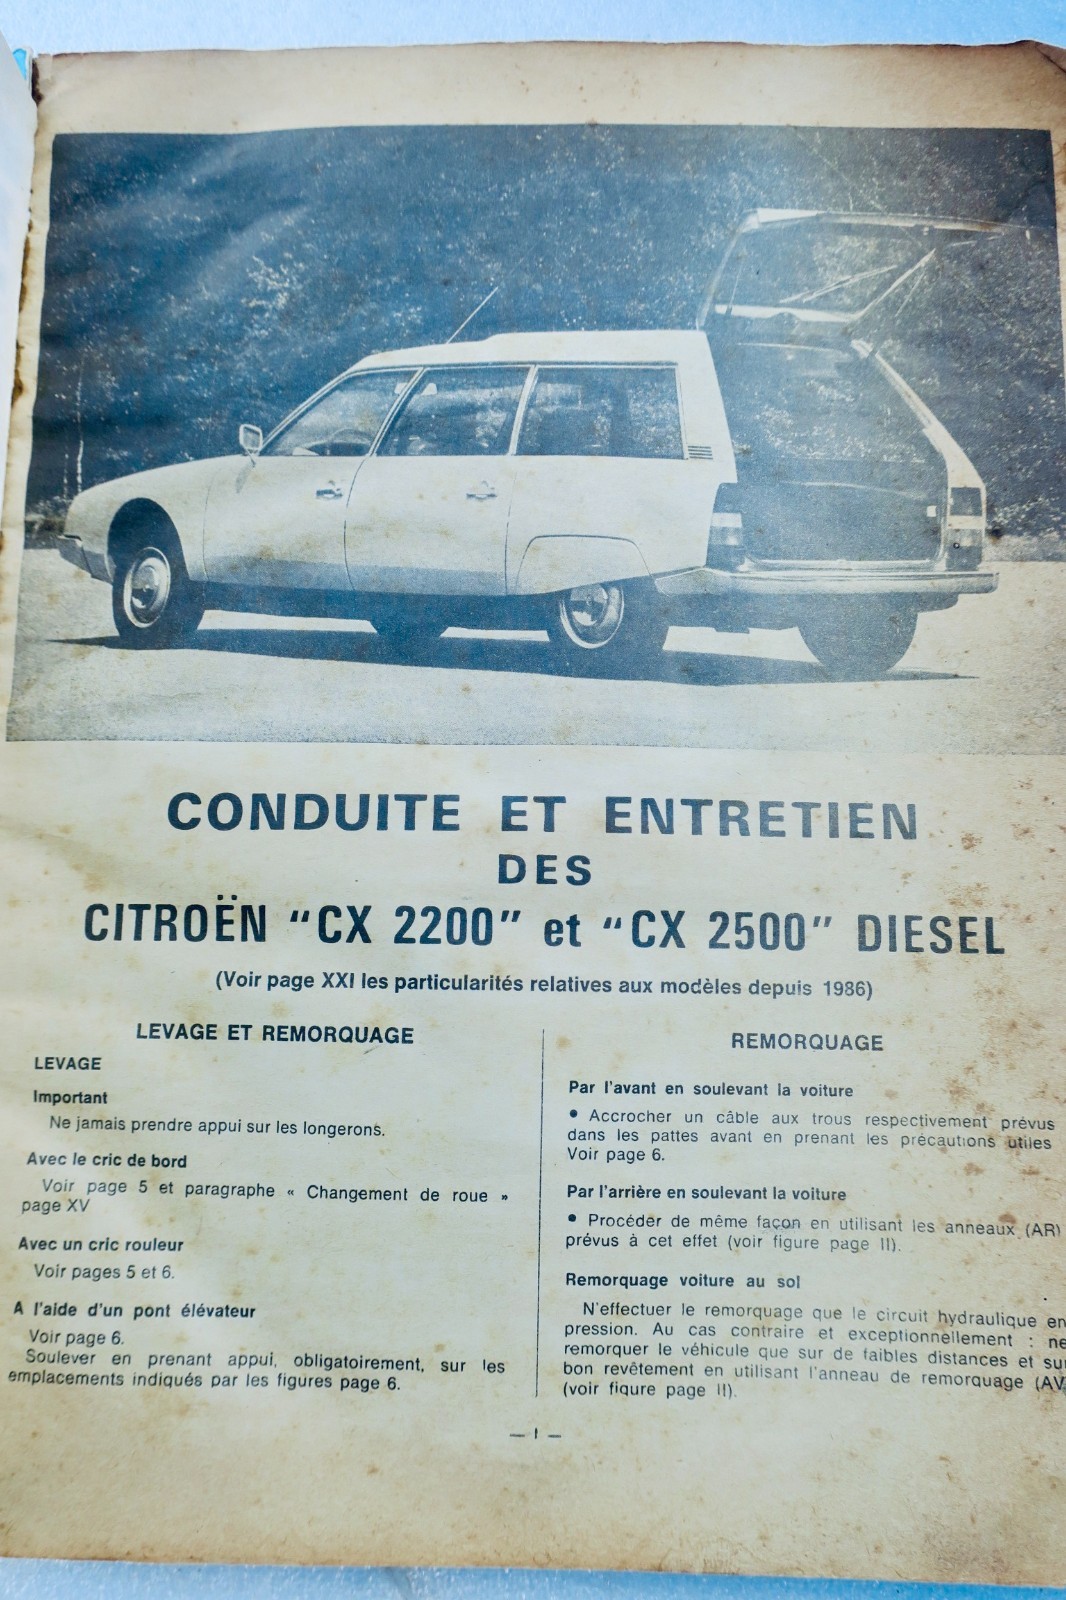 CONDUITE ET ENTRETIEN
DES
CITROËN "CX 2200" et "CX 2500" DIESEL
(Voir page XXI les particularités relatives aux modèles depuis 1986)
LEVAGE ET REMORQUAGE
LEVAGE
Important
Ne jamais prendre appui sur les longerons.
Avec le cric de bord
Voir page 5 et paragraphe « Changement de roue »
page XV
Avec un cric rouleur
Voir pages 5 et 6.
A l'aide d'un pont élévateur
Voir page 6.
Soulever en prenant appui, obligatoirement, sur les
emplacements indiqués par les figures page 6.
REMORQUAGE
Par l'avant en soulevant la voiture
• Accrocher un câble aux trous respectivement prévus
dans les pattes avant en prenant les précautions utiles
Voir page 6.
Par l'arrière en soulevant la voiture
• Procéder de même façon en utilisant les anneaux (AR)
prévus à cet effet (voir figure page II).
Remorquage voiture au sol
N'effectuer le remorquage que le circuit hydraulique en
pression. Au cas contraire et exceptionnellement : ne
remorquer le véhicule que sur de faibles distances et sur
bon revêtement en utilisant l'anneau de remorquage (AV
(voir figure page II).
— I —